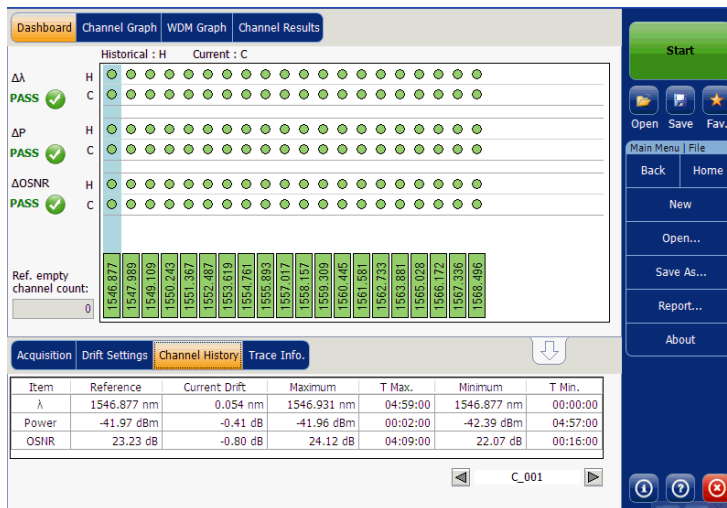 Dashboard Channel Graph WDM Graph Channel Results
Historical : H Current : C
Δλ H
PASS C
ΔP H
PASS C
ΔOSNR H
PASS C
Ref. empty
channel count:
0
1546.877 1547.989 1549.109 1550.243 1551.367 1552.487 1553.619 1554.761 1555.893 1557.017 1558.157 1559.309 1560.445 1561.581 1562.733 1563.881 1565.028 1566.172 1567.336 1568.496
Acquisition Drift Settings Channel History Trace Info.
Item Reference Current Drift Maximum T Max. Minimum T Min.
λ 1546.877 nm 0.054 nm 1546.931 nm 04:59:00 1546.877 nm 00:00:00
Power -41.97 dBm -0.41 dB -41.96 dBm 00:02:00 -42.39 dBm 04:57:00
OSNR 23.23 dB -0.80 dB 24.12 dB 04:09:00 22.07 dB 00:16:00
C_001
Start
Open Save Fav.
Main Menu | File
Back Home
New
Open...
Save As...
Report...
About